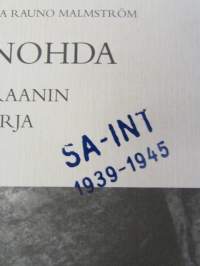 A RAUNO MALMSTRÖM
NOHDA
RAANIN
RJA
SA-INT
1939-1945